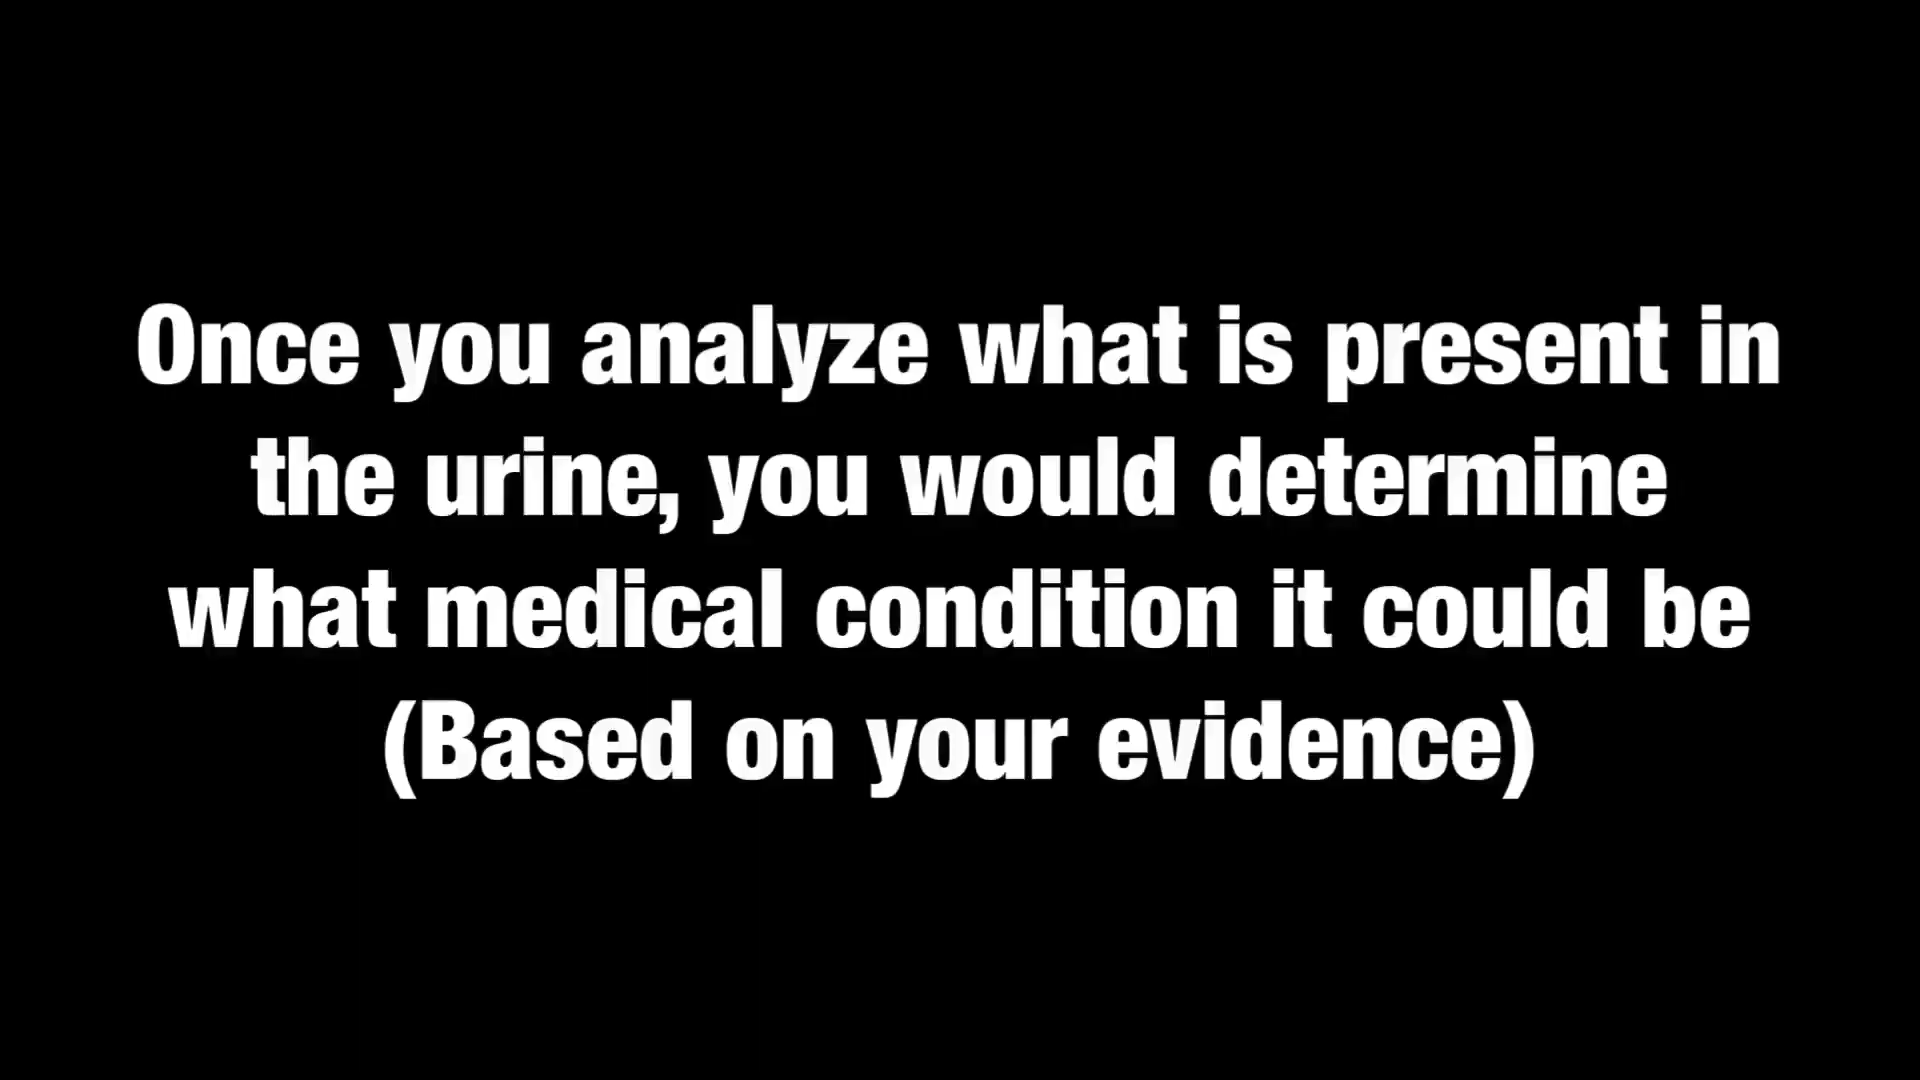 Once you analyze what is present in
the urine, you would determine
what medical condition it could be
(Based on your evidence)